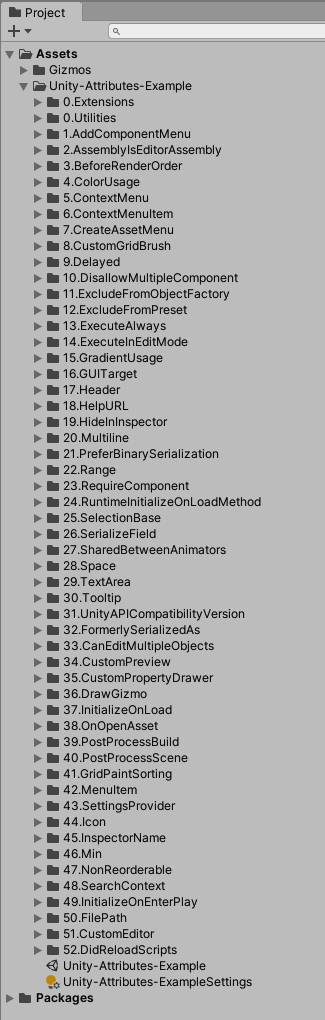 Project
Assets
Gizmos
Unity-Attributes-Example
0.Extensions
0.Utilities
1.AddComponentMenu
2.AssemblyIsEditorAssembly
3.BeforeRenderOrder
4.ColorUsage
5.ContextMenu
6.ContextMenuItem
7.CreateAssetMenu
8.CustomGridBrush
9.Delayed
10.DisallowMultipleComponent
11.ExcludeFromObjectFactory
12.ExcludeFromPreset
13.ExecuteAlways
14.ExecuteInEditMode
15.GradientUsage
16.GUITarget
17.Header
18.HelpURL
19.HideInInspector
20.Multiline
21.PreferBinarySerialization
22.Range
23.RequireComponent
24.RuntimeInitializeOnLoadMethod
25.SelectionBase
26.SerializeField
27.SharedBetweenAnimators
28.Space
29.TextArea
30.Tooltip
31.UnityAPICompatibilityVersion
32.FormerlySerializedAs
33.CanEditMultipleObjects
34.CustomPreview
35.CustomPropertyDrawer
36.DrawGizmo
37.InitializeOnLoad
38.OnOpenAsset
39.PostProcessBuild
40.PostProcessScene
41.GridPaintSorting
42.MenuItem
43.SettingsProvider
44.Icon
45.InspectorName
46.Min
47.NonReorderable
48.SearchContext
49.InitializeOnEnterPlay
50.FilePath
51.CustomEditor
52.DidReloadScripts
Unity-Attributes-Example
Unity-Attributes-ExampleSettings
Packages